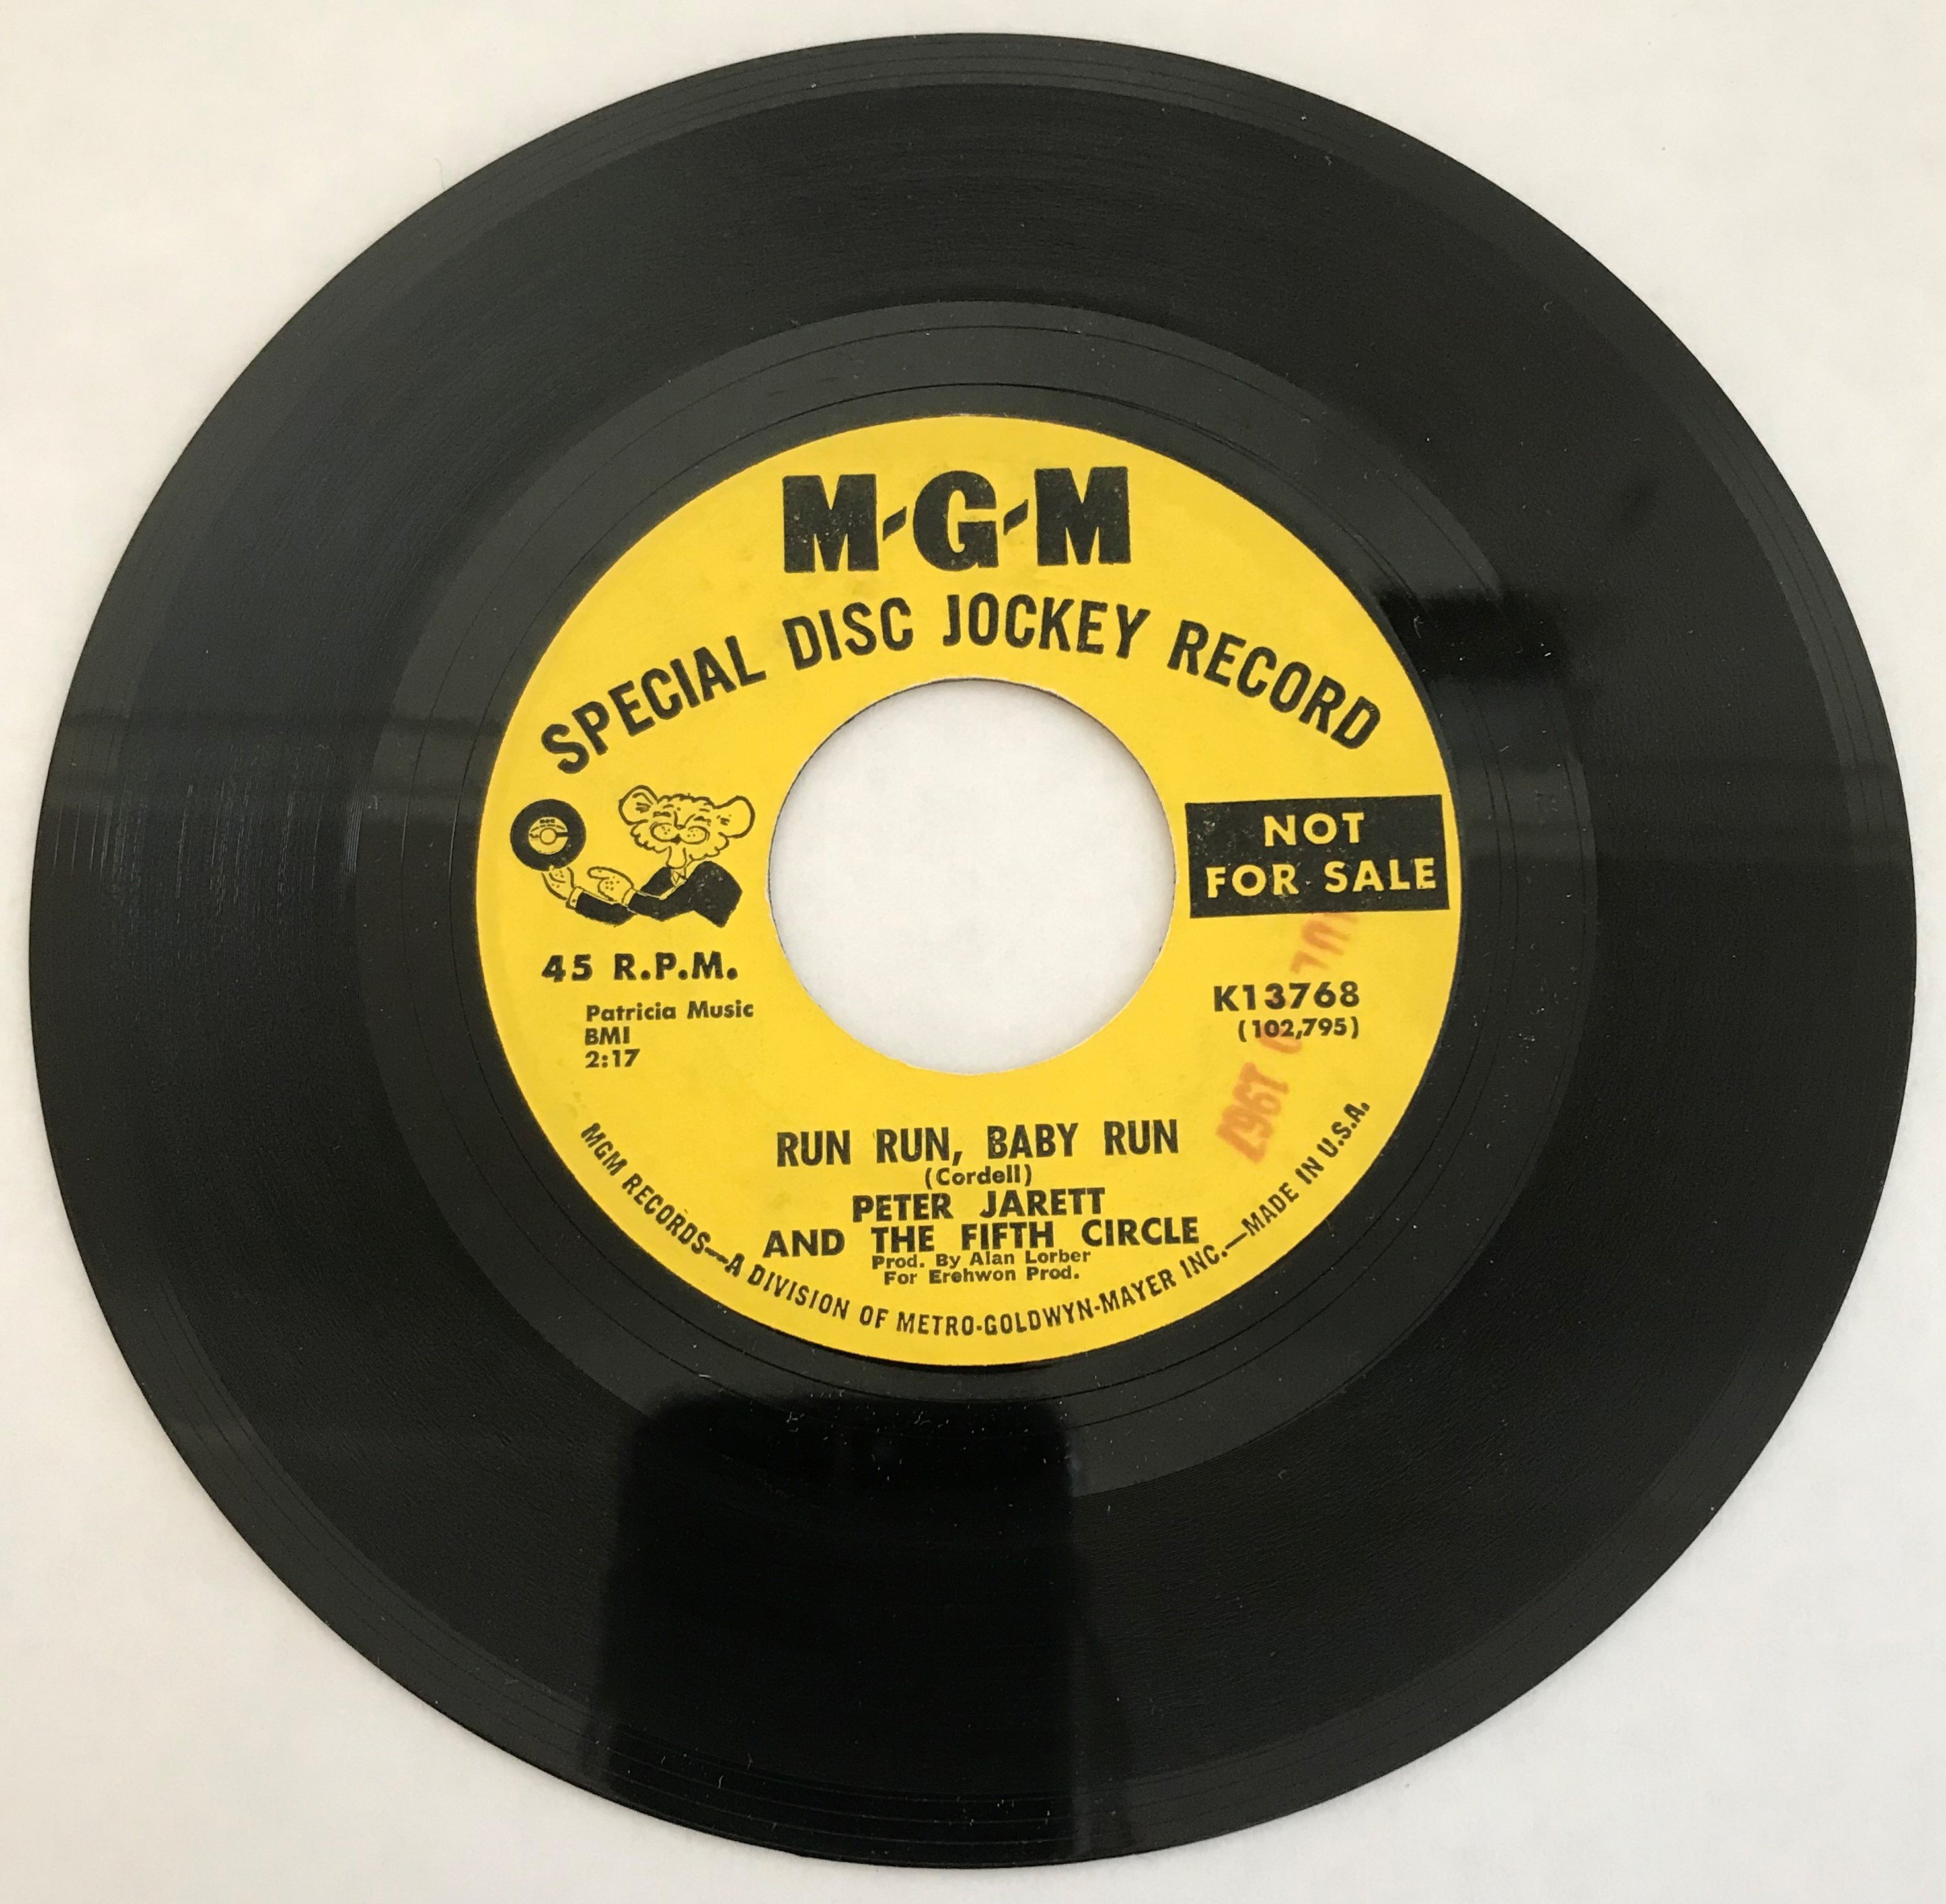 M-G-M
SPECIAL DISC JOCKEY RECORD
NOT
FOR SALE
45 R.P.M.
Patricia Music
BMI
2:17
K13768
(102,795)
1967
RUN RUN, BABY RUN
(Cordell)
PETER JARETT
AND THE FIFTH CIRCLE
Prod. By Alan Lorber
For Erehwon Prod.
MGM RECORDS—A DIVISION OF METRO-GOLDWYN-MAYER INC.—MADE IN U.S.A.